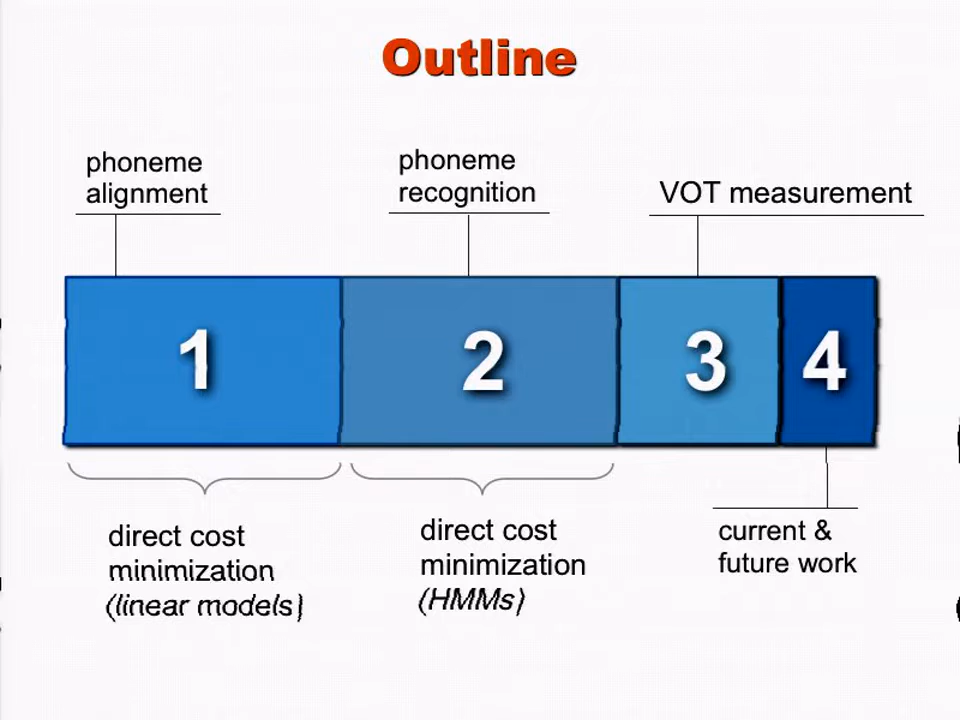 Outline
phoneme
alignment
phoneme
recognition
VOT measurement
1
2
3
4
direct cost
minimization
(linear models)
direct cost
minimization
(HMMs)
current &
future work